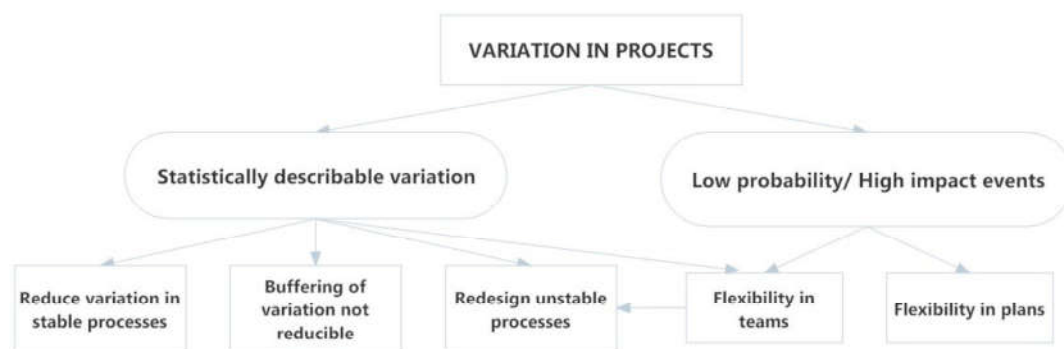 VARIATION IN PROJECTS
Statistically describable variation
Low probability/ High impact events
Reduce variation in
stable processes
Buffering of
variation not
reducible
Redesign unstable
processes
Flexibility in
teams
Flexibility in plans